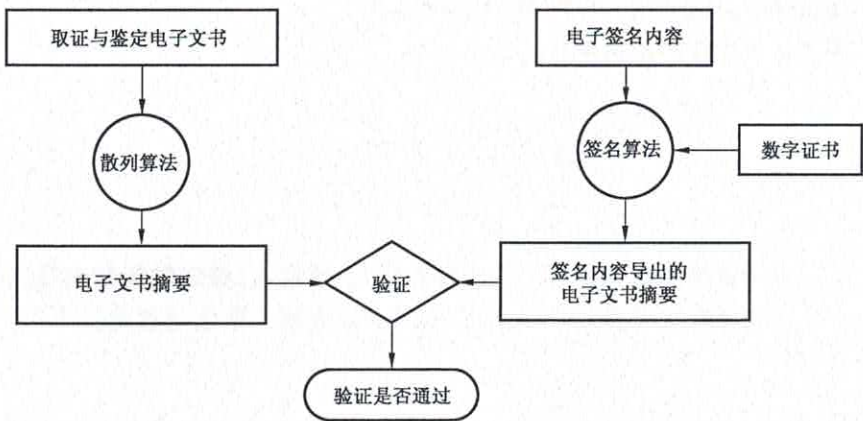 取证与鉴定电子文书
电子签名内容
散列算法
签名算法
数字证书
电子文书摘要
验证
签名内容导出的
电子文书摘要
验证是否通过